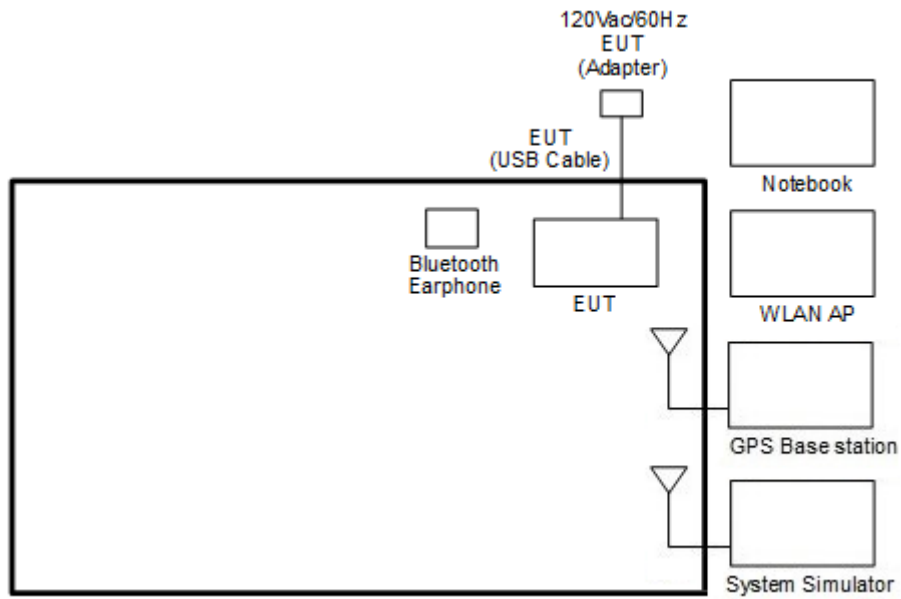 120Vac/60Hz
EUT
(Adapter)
EUT
(USB Cable)
Notebook
Bluetooth
Earphone
EUT
WLAN AP
GPS Base station
System Simulator